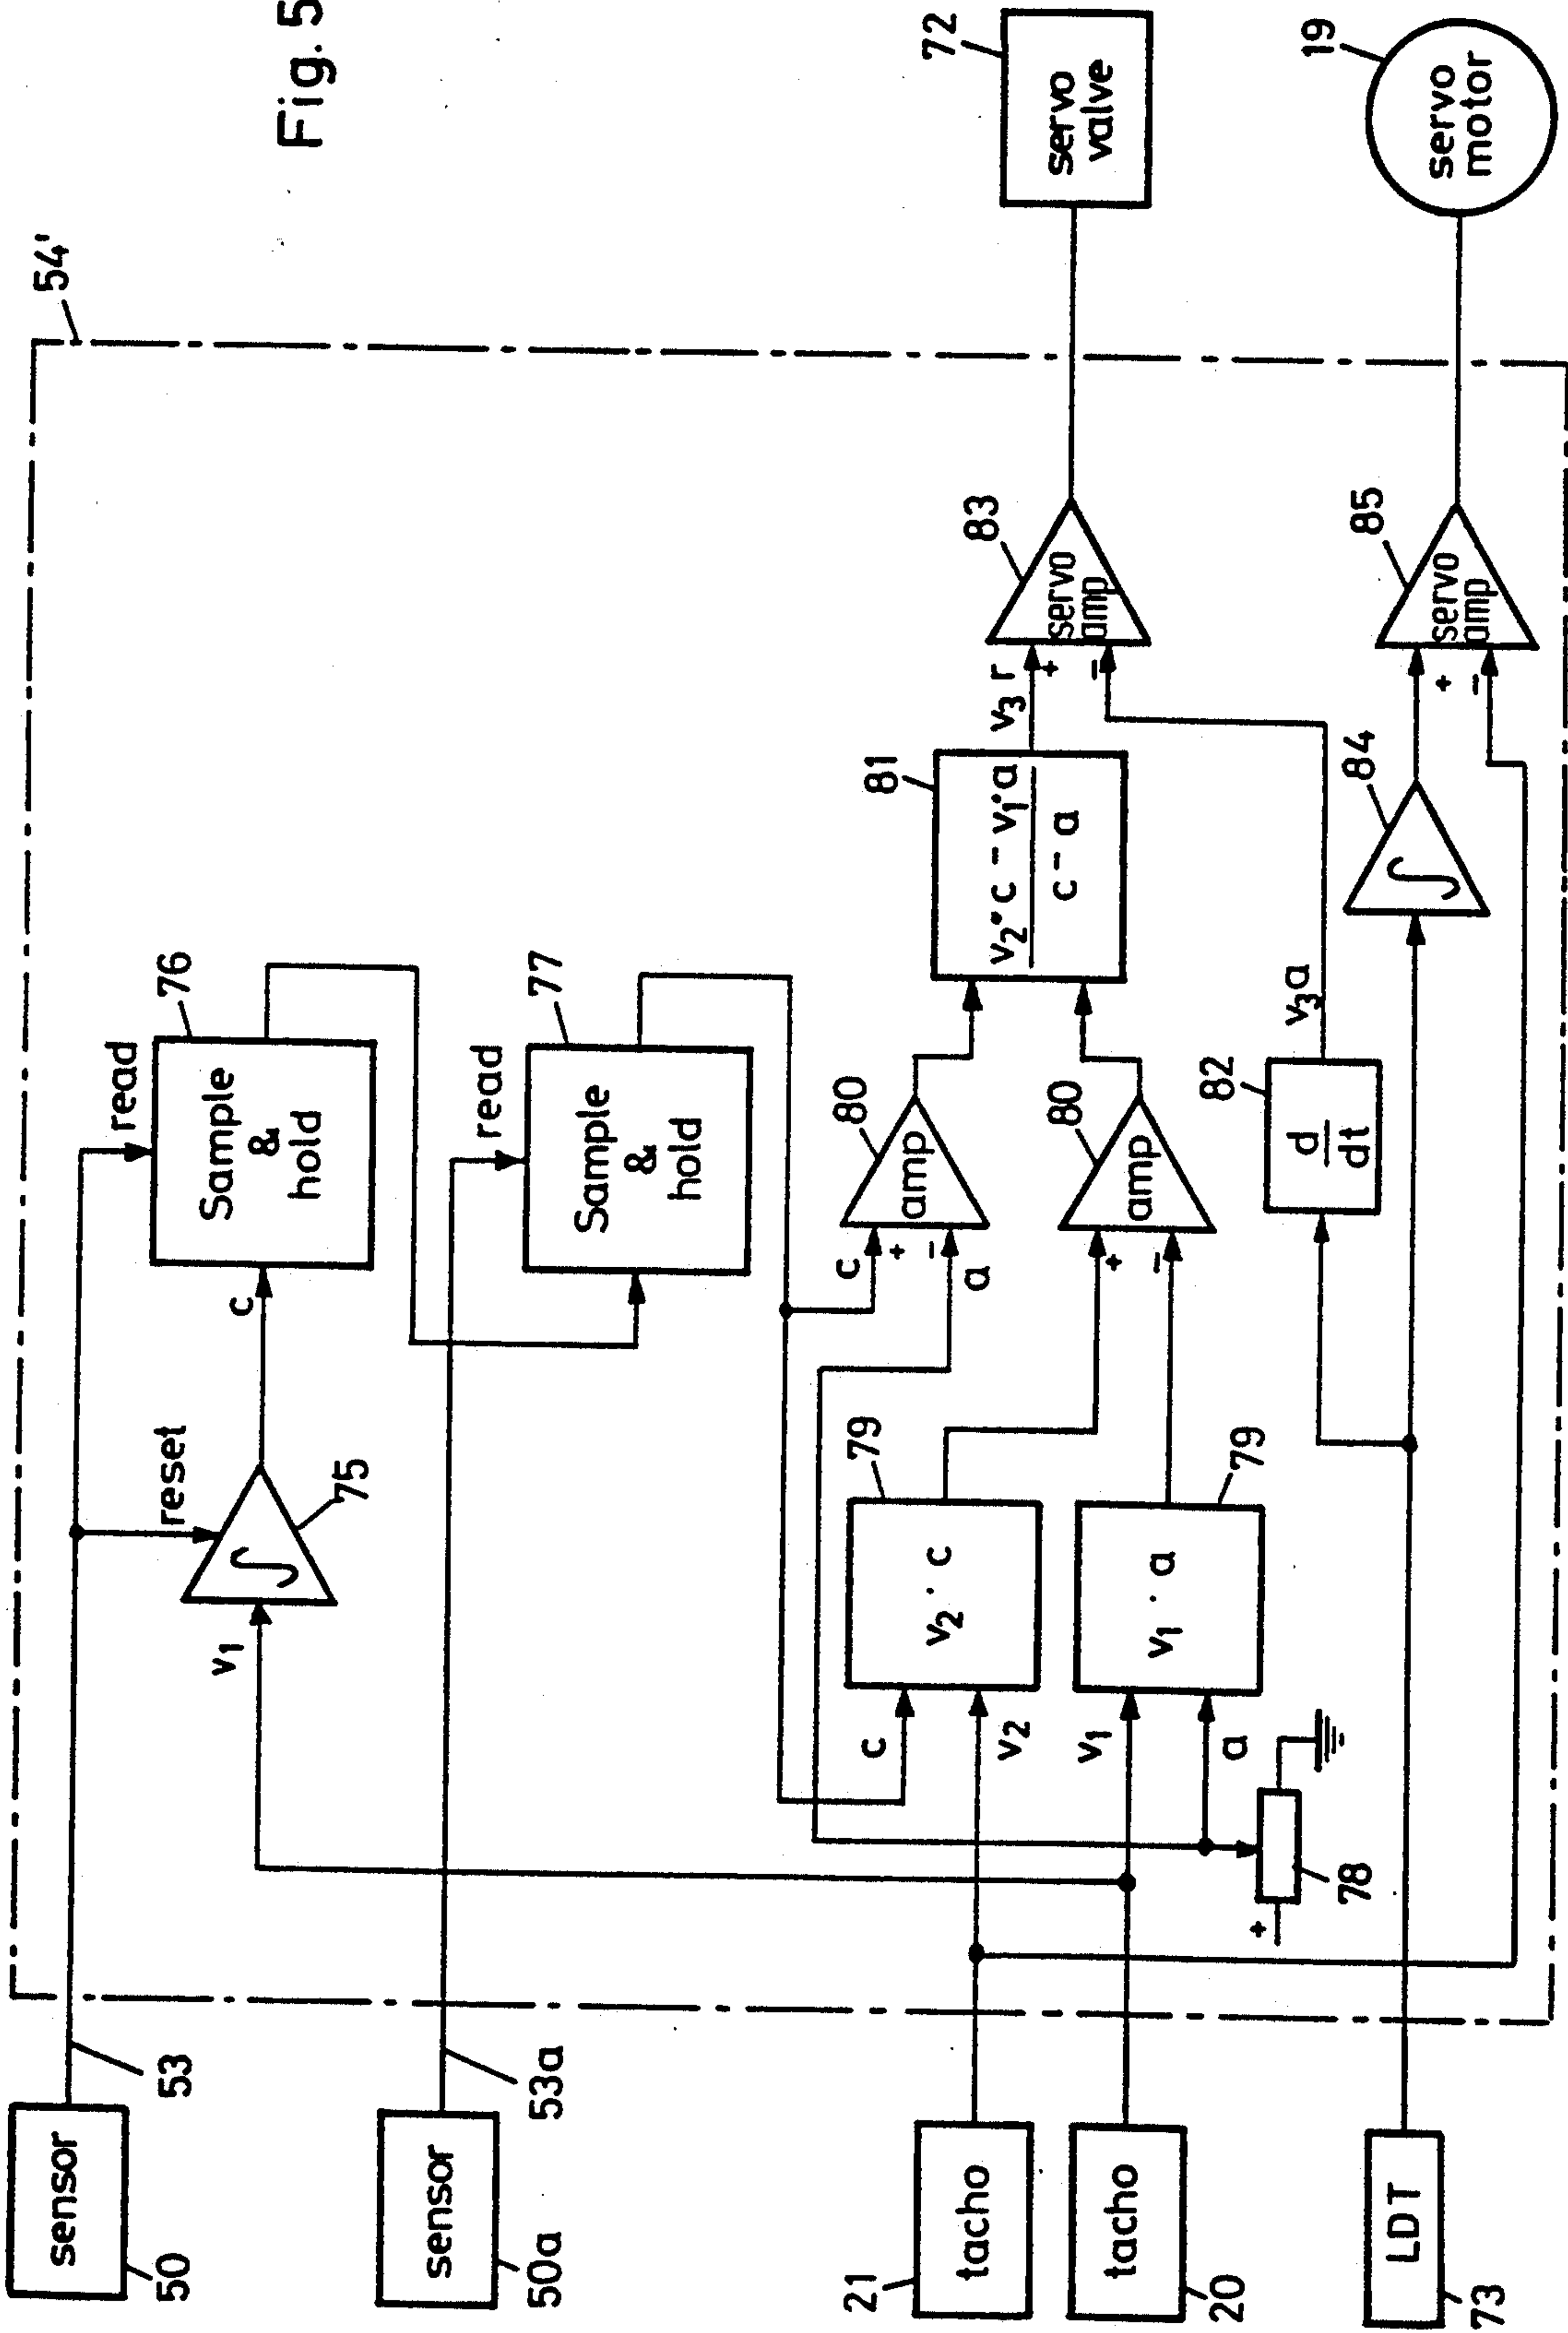 Fig. 5
54'
sensor
50
53
reset
∫
75
v₁
c
read
Sample
&
hold
76
sensor
50a
53a
read
Sample
&
hold
77
72
servo
valve
19
servo
motor
tacho
21
tacho
20
c
v₂
v₂ · c
79
v₁
a
v₁ · a
79
+
78
c
+
−
a
amp
80
+
−
amp
80
81
v₂·c − v₁·a
c − a
v₃ r
+
−
servo
amp
83
LDT
73
82
d
dt
v₃a
∫
84
+
−
servo
amp
85